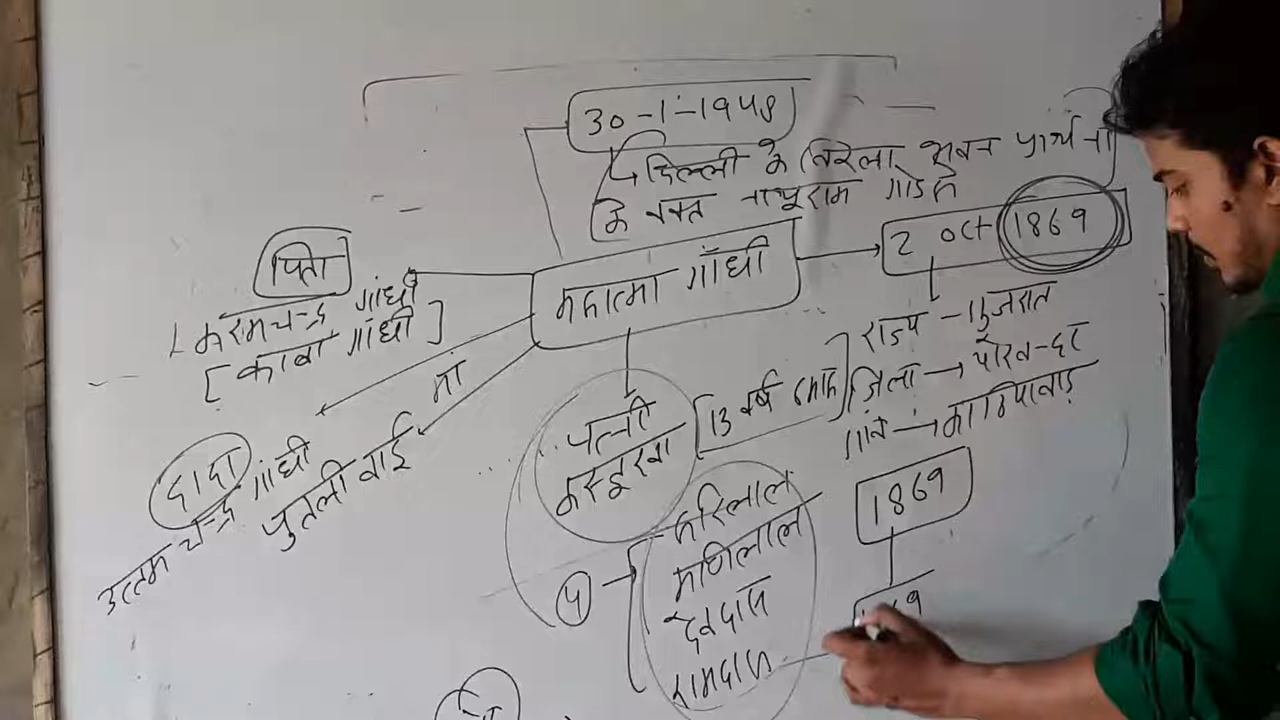 30-1-1948
दिल्ली के बिरला भवन प्रार्थना
के वक्त नाथूराम गोडसे
महात्मा गाँधी
2 oct 1869
पिता
करमचन्द्र गांधी
[काबा गांधी]
मां
पुतली बाई
दादा
उत्तम चन्द्र गांधी
पत्नी
कस्तूरबा
[13 वर्ष
राज्य - गुजरात
जिला → पोरबन्दर
गांव → काठियावाड़
4 →
हरिलाल
मणिलाल
देवदास
रामदास
1869